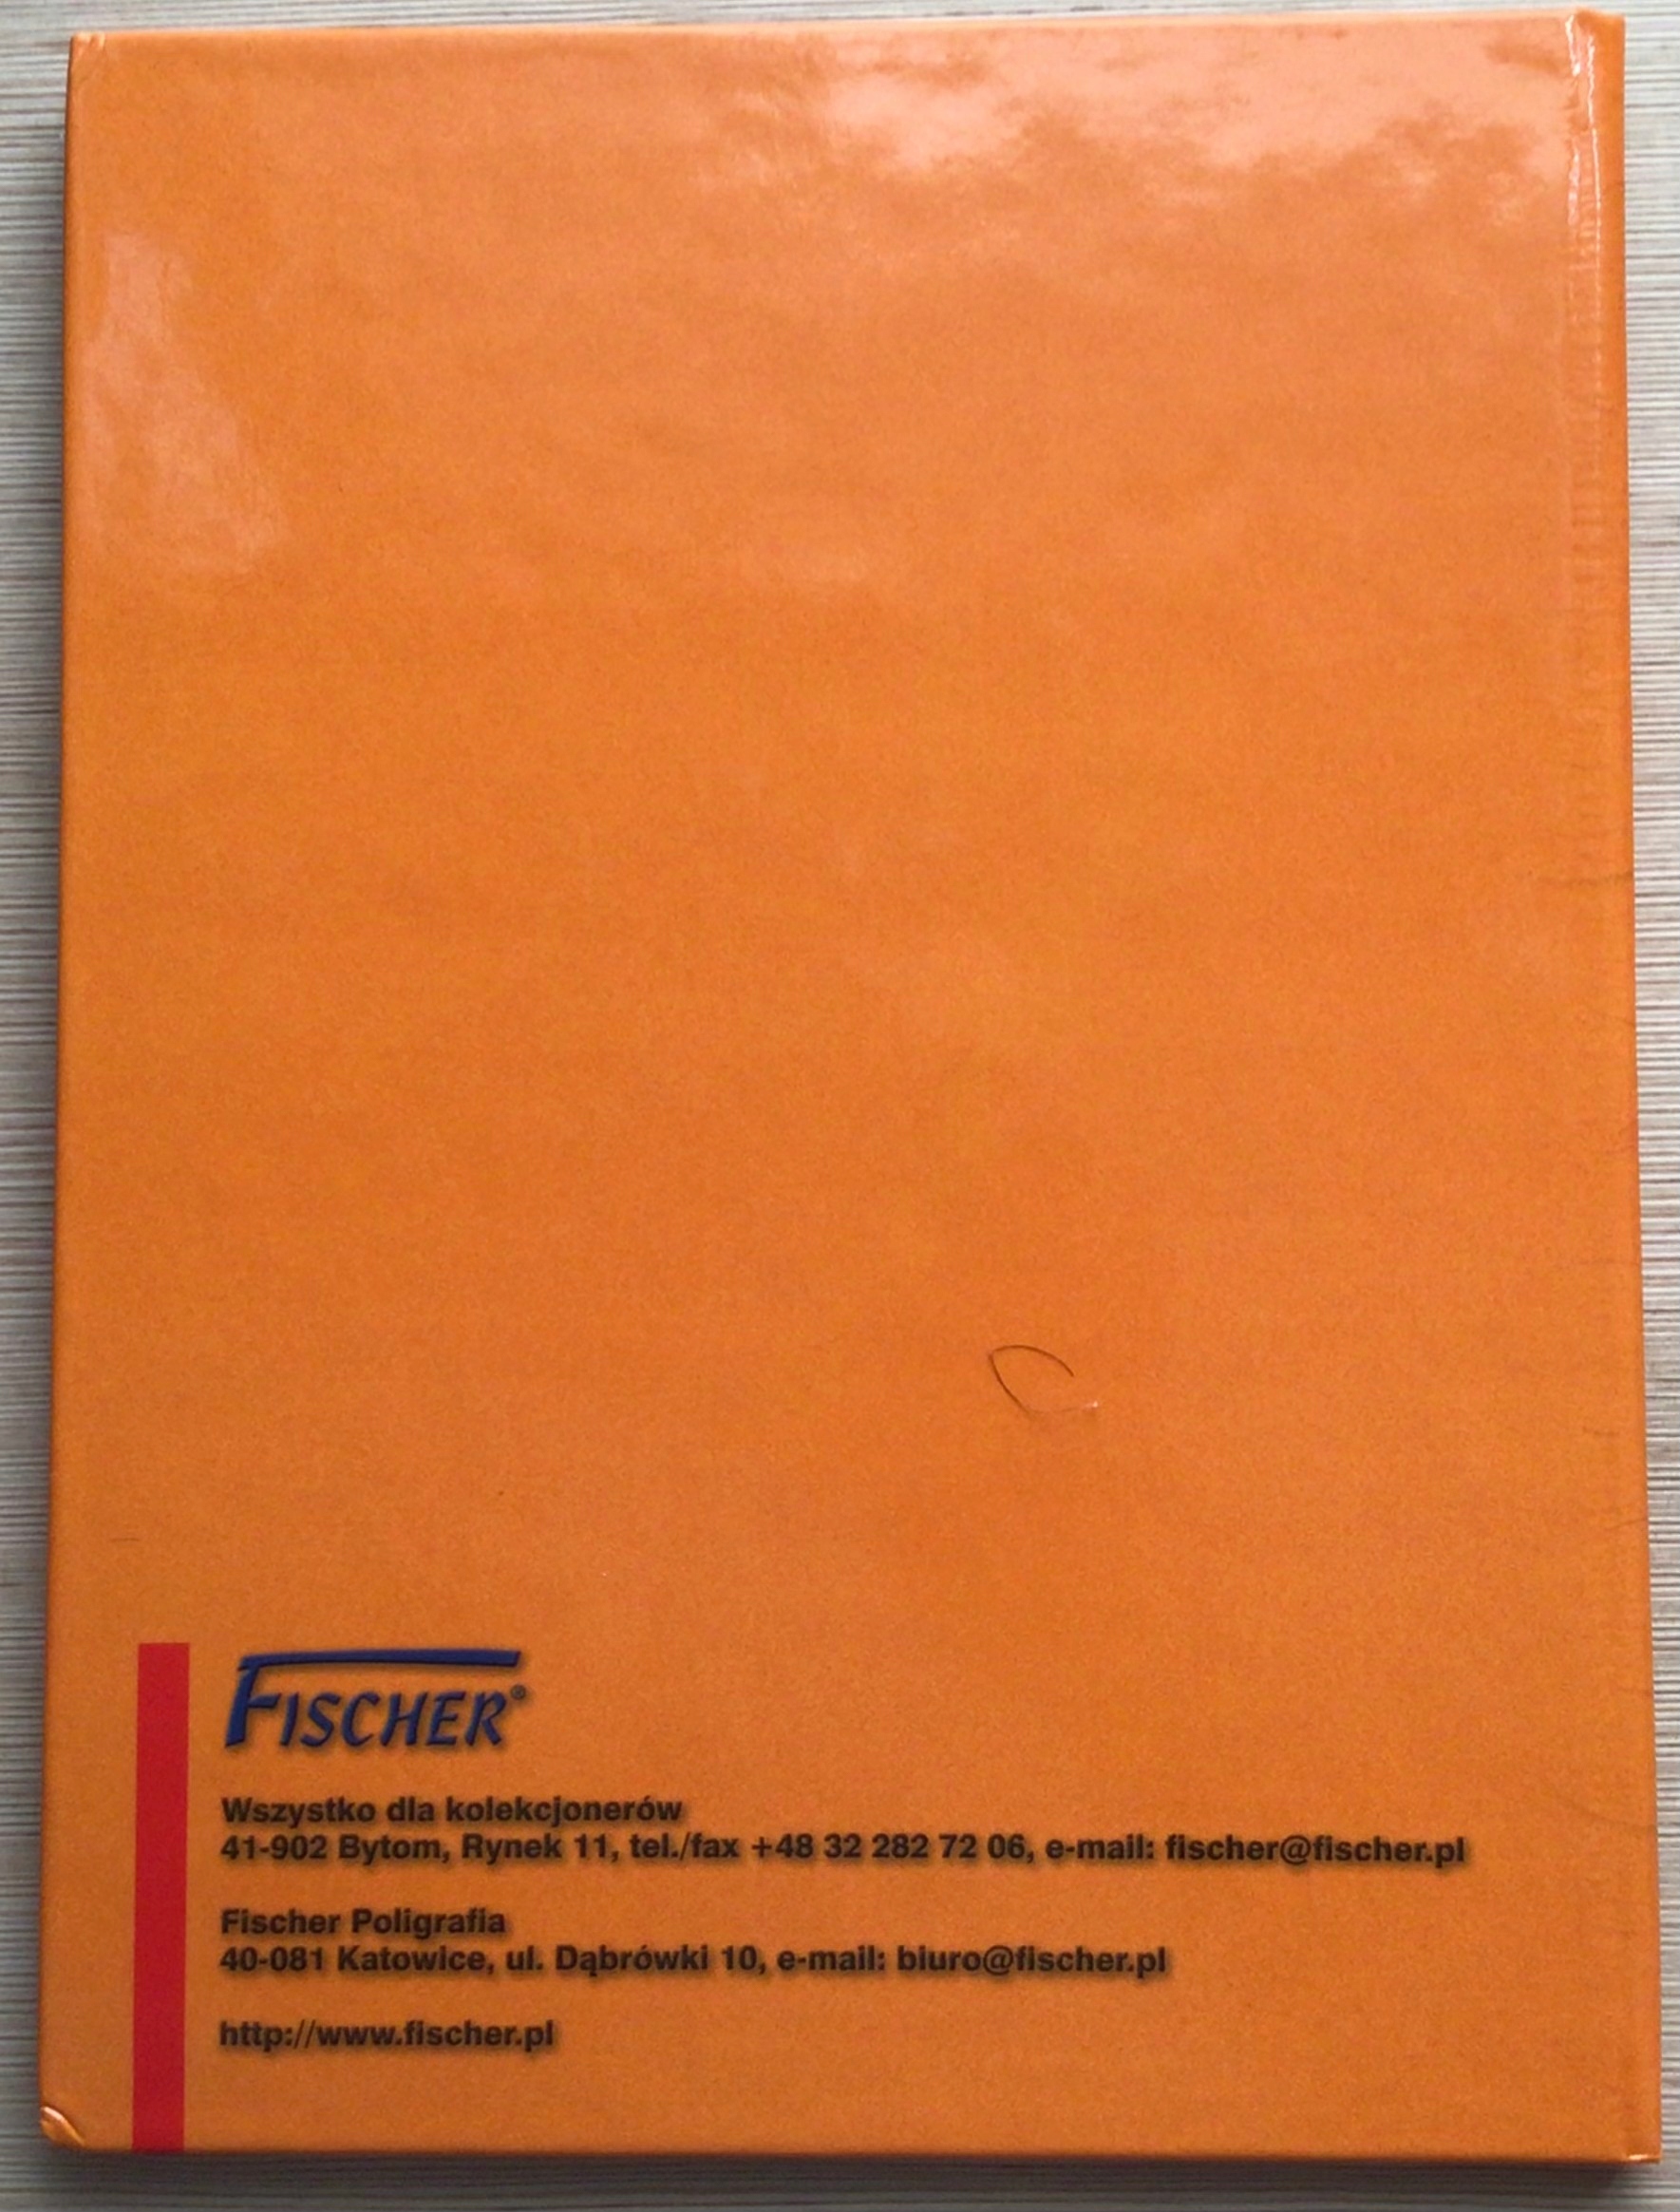 FISCHER®
Wszystko dla kolekcjonerów
41-902 Bytom, Rynek 11, tel./fax +48 32 282 72 06, e-mail: fischer@fischer.pl
Fischer Poligrafia
40-081 Katowice, ul. Dąbrówki 10, e-mail: biuro@fischer.pl
http://www.fischer.pl